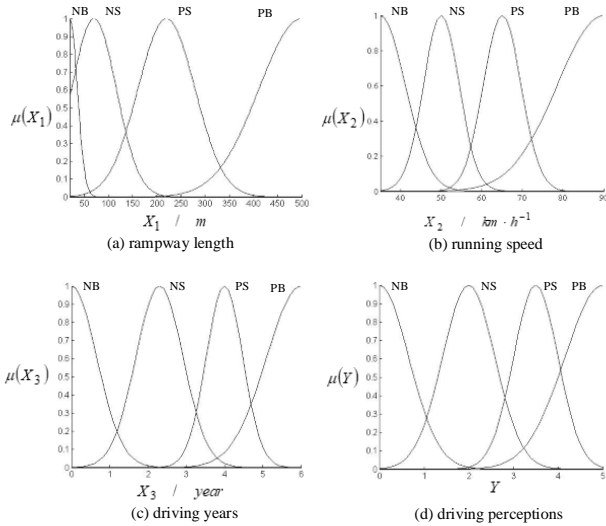 NB NS PS PB
1
0.9
0.8
0.7
0.6
0.5
0.4
0.3
0.2
0.1
0
μ(X₁)
50 100 150 200 250 300 350 400 450 500
X₁ / m
(a) rampway length
NB NS PS PB
1
0.8
0.6
0.4
0.2
0
μ(X₂)
40 50 60 70 80 90
X₂ / km · h⁻¹
(b) running speed
NB NS PS PB
1
0.9
0.8
0.7
0.6
0.5
0.4
0.3
0.2
0.1
0
μ(X₃)
0 1 2 3 4 5 6
X₃ / year
(c) driving years
NB NS PS PB
1
0.9
0.8
0.7
0.6
0.5
0.4
0.3
0.2
0.1
0
μ(Y)
0 1 2 3 4 5
Y
(d) driving perceptions